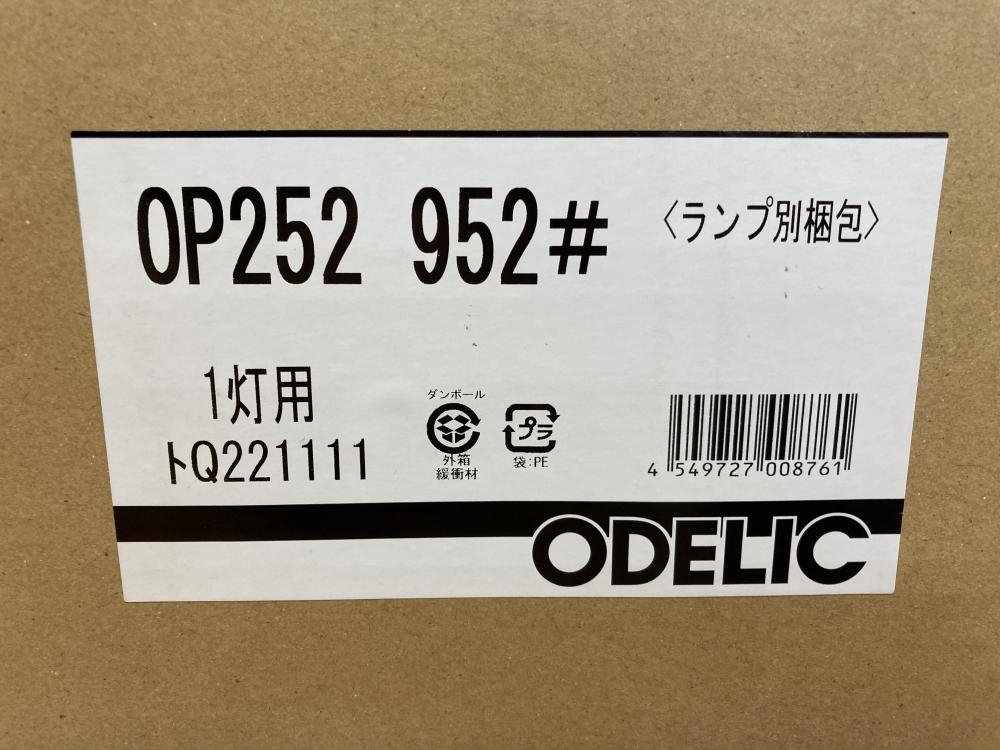 OP252 952#
〈ランプ別梱包〉
1灯用
トQ221111
ダンボール
外箱
緩衝材
プラ
袋:PE
4 549727 008761
ODELIC